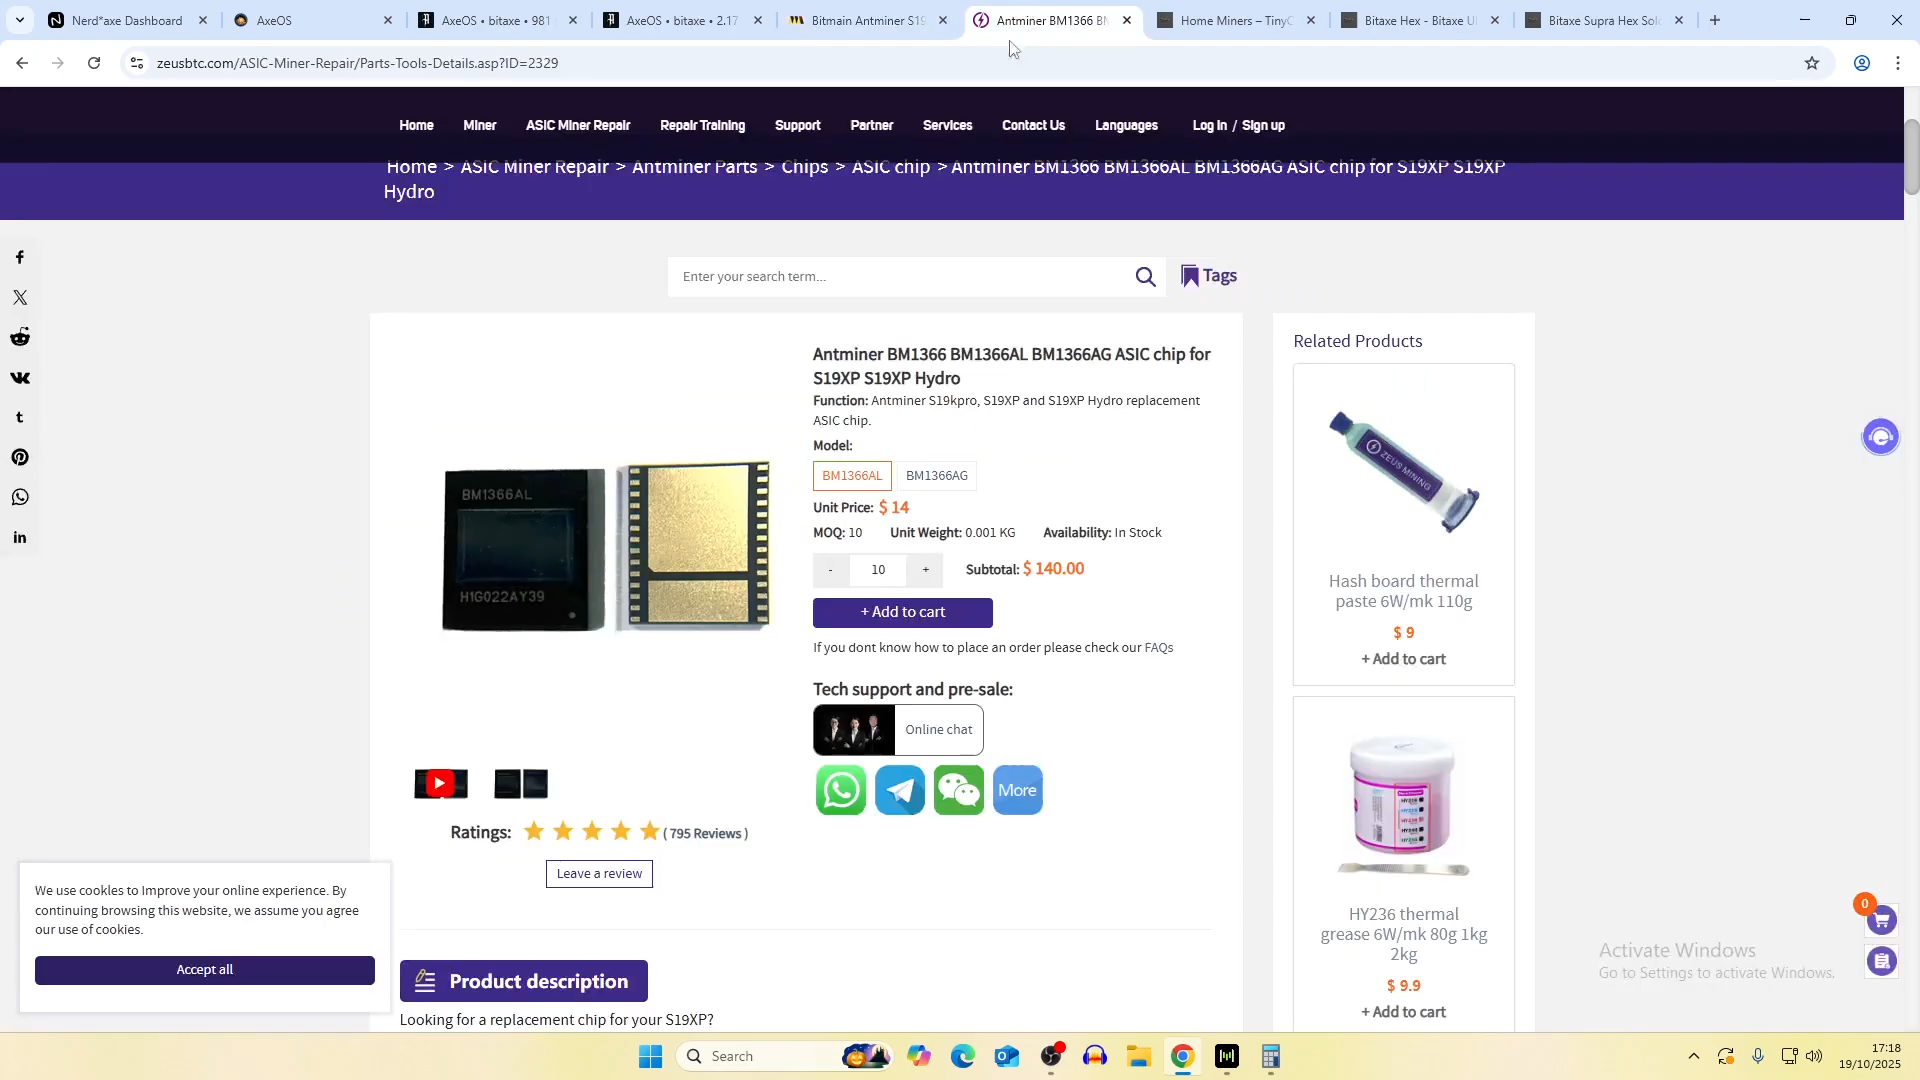 Nerd*axe Dashboard
AxeOS
AxeOS • bitaxe • 981
AxeOS • bitaxe • 2.17
Bitmain Antminer S19
Antminer BM1366 BM
Home Miners – TinyC
Bitaxe Hex - Bitaxe Ul
Bitaxe Supra Hex Solo
zeusbtc.com/ASIC-Miner-Repair/Parts-Tools-Details.asp?ID=2329
Home Miner ASIC Miner Repair Repair Training Support Partner Services Contact Us Languages Log in / Sign up
Home > ASIC Miner Repair > Antminer Parts > Chips > ASIC chip > Antminer BM1366 BM1366AL BM1366AG ASIC chip for S19XP S19XP
Hydro
Enter your search term...
Tags
BM1366AL
H1G022AY39
Ratings: ( 795 Reviews )
Leave a review
Antminer BM1366 BM1366AL BM1366AG ASIC chip for
S19XP S19XP Hydro
Function: Antminer S19kpro, S19XP and S19XP Hydro replacement
ASIC chip.
Model:
BM1366AL BM1366AG
Unit Price: $ 14
MOQ: 10 Unit Weight: 0.001 KG Availability: In Stock
- 10 + Subtotal: $ 140.00
+ Add to cart
If you dont know how to place an order please check our FAQs
Tech support and pre-sale:
Online chat
More
Related Products
ZEUS MINING
Hash board thermal
paste 6W/mk 110g
$ 9
+ Add to cart
HY236 thermal
grease 6W/mk 80g 1kg
2kg
$ 9.9
+ Add to cart
Product description
Looking for a replacement chip for your S19XP?
We use cookles to Improve your online experience. By
continuing browsing this website, we assume you agree
our use of cookies.
Accept all
0
Activate Windows
Go to Settings to activate Windows.
Search
17:18
19/10/2025